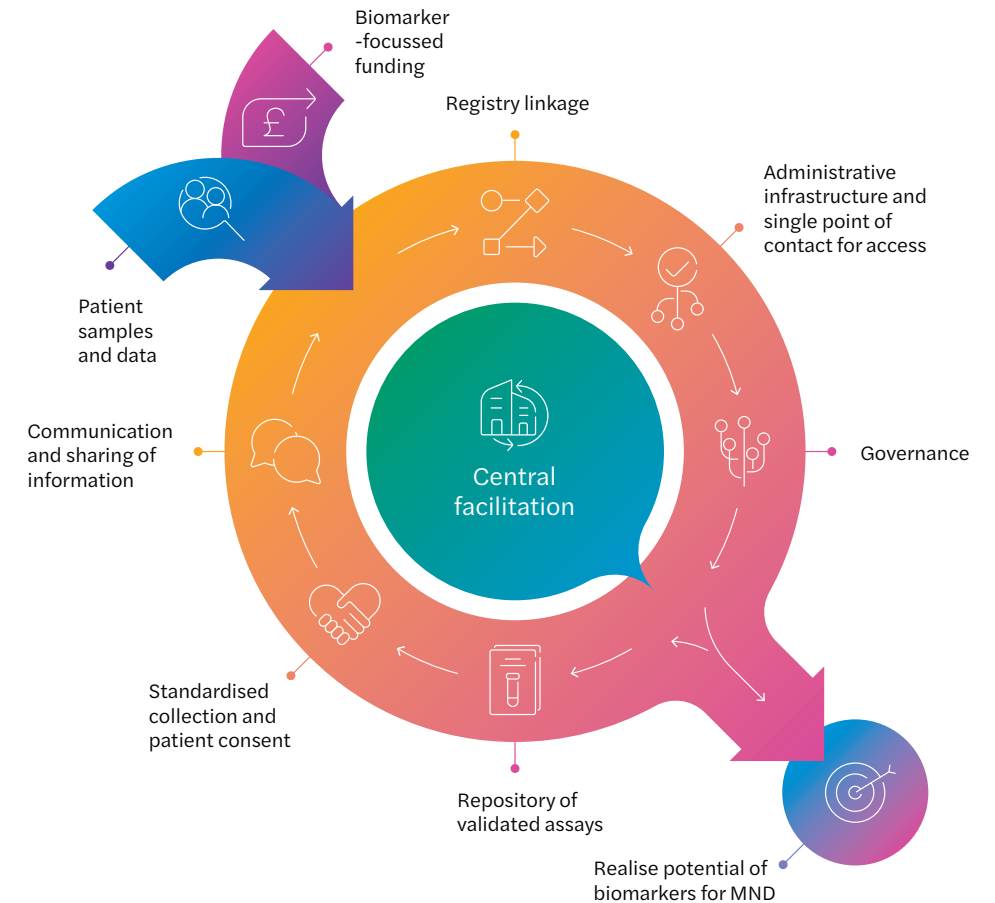 Biomarker
-focussed
funding
Registry linkage
Administrative
infrastructure and
single point of
contact for access
£
Patient
samples
and data
Communication
and sharing of
information
Governance
Central
facilitation
Standardised
collection and
patient consent
Repository of
validated assays
Realise potential of
biomarkers for MND